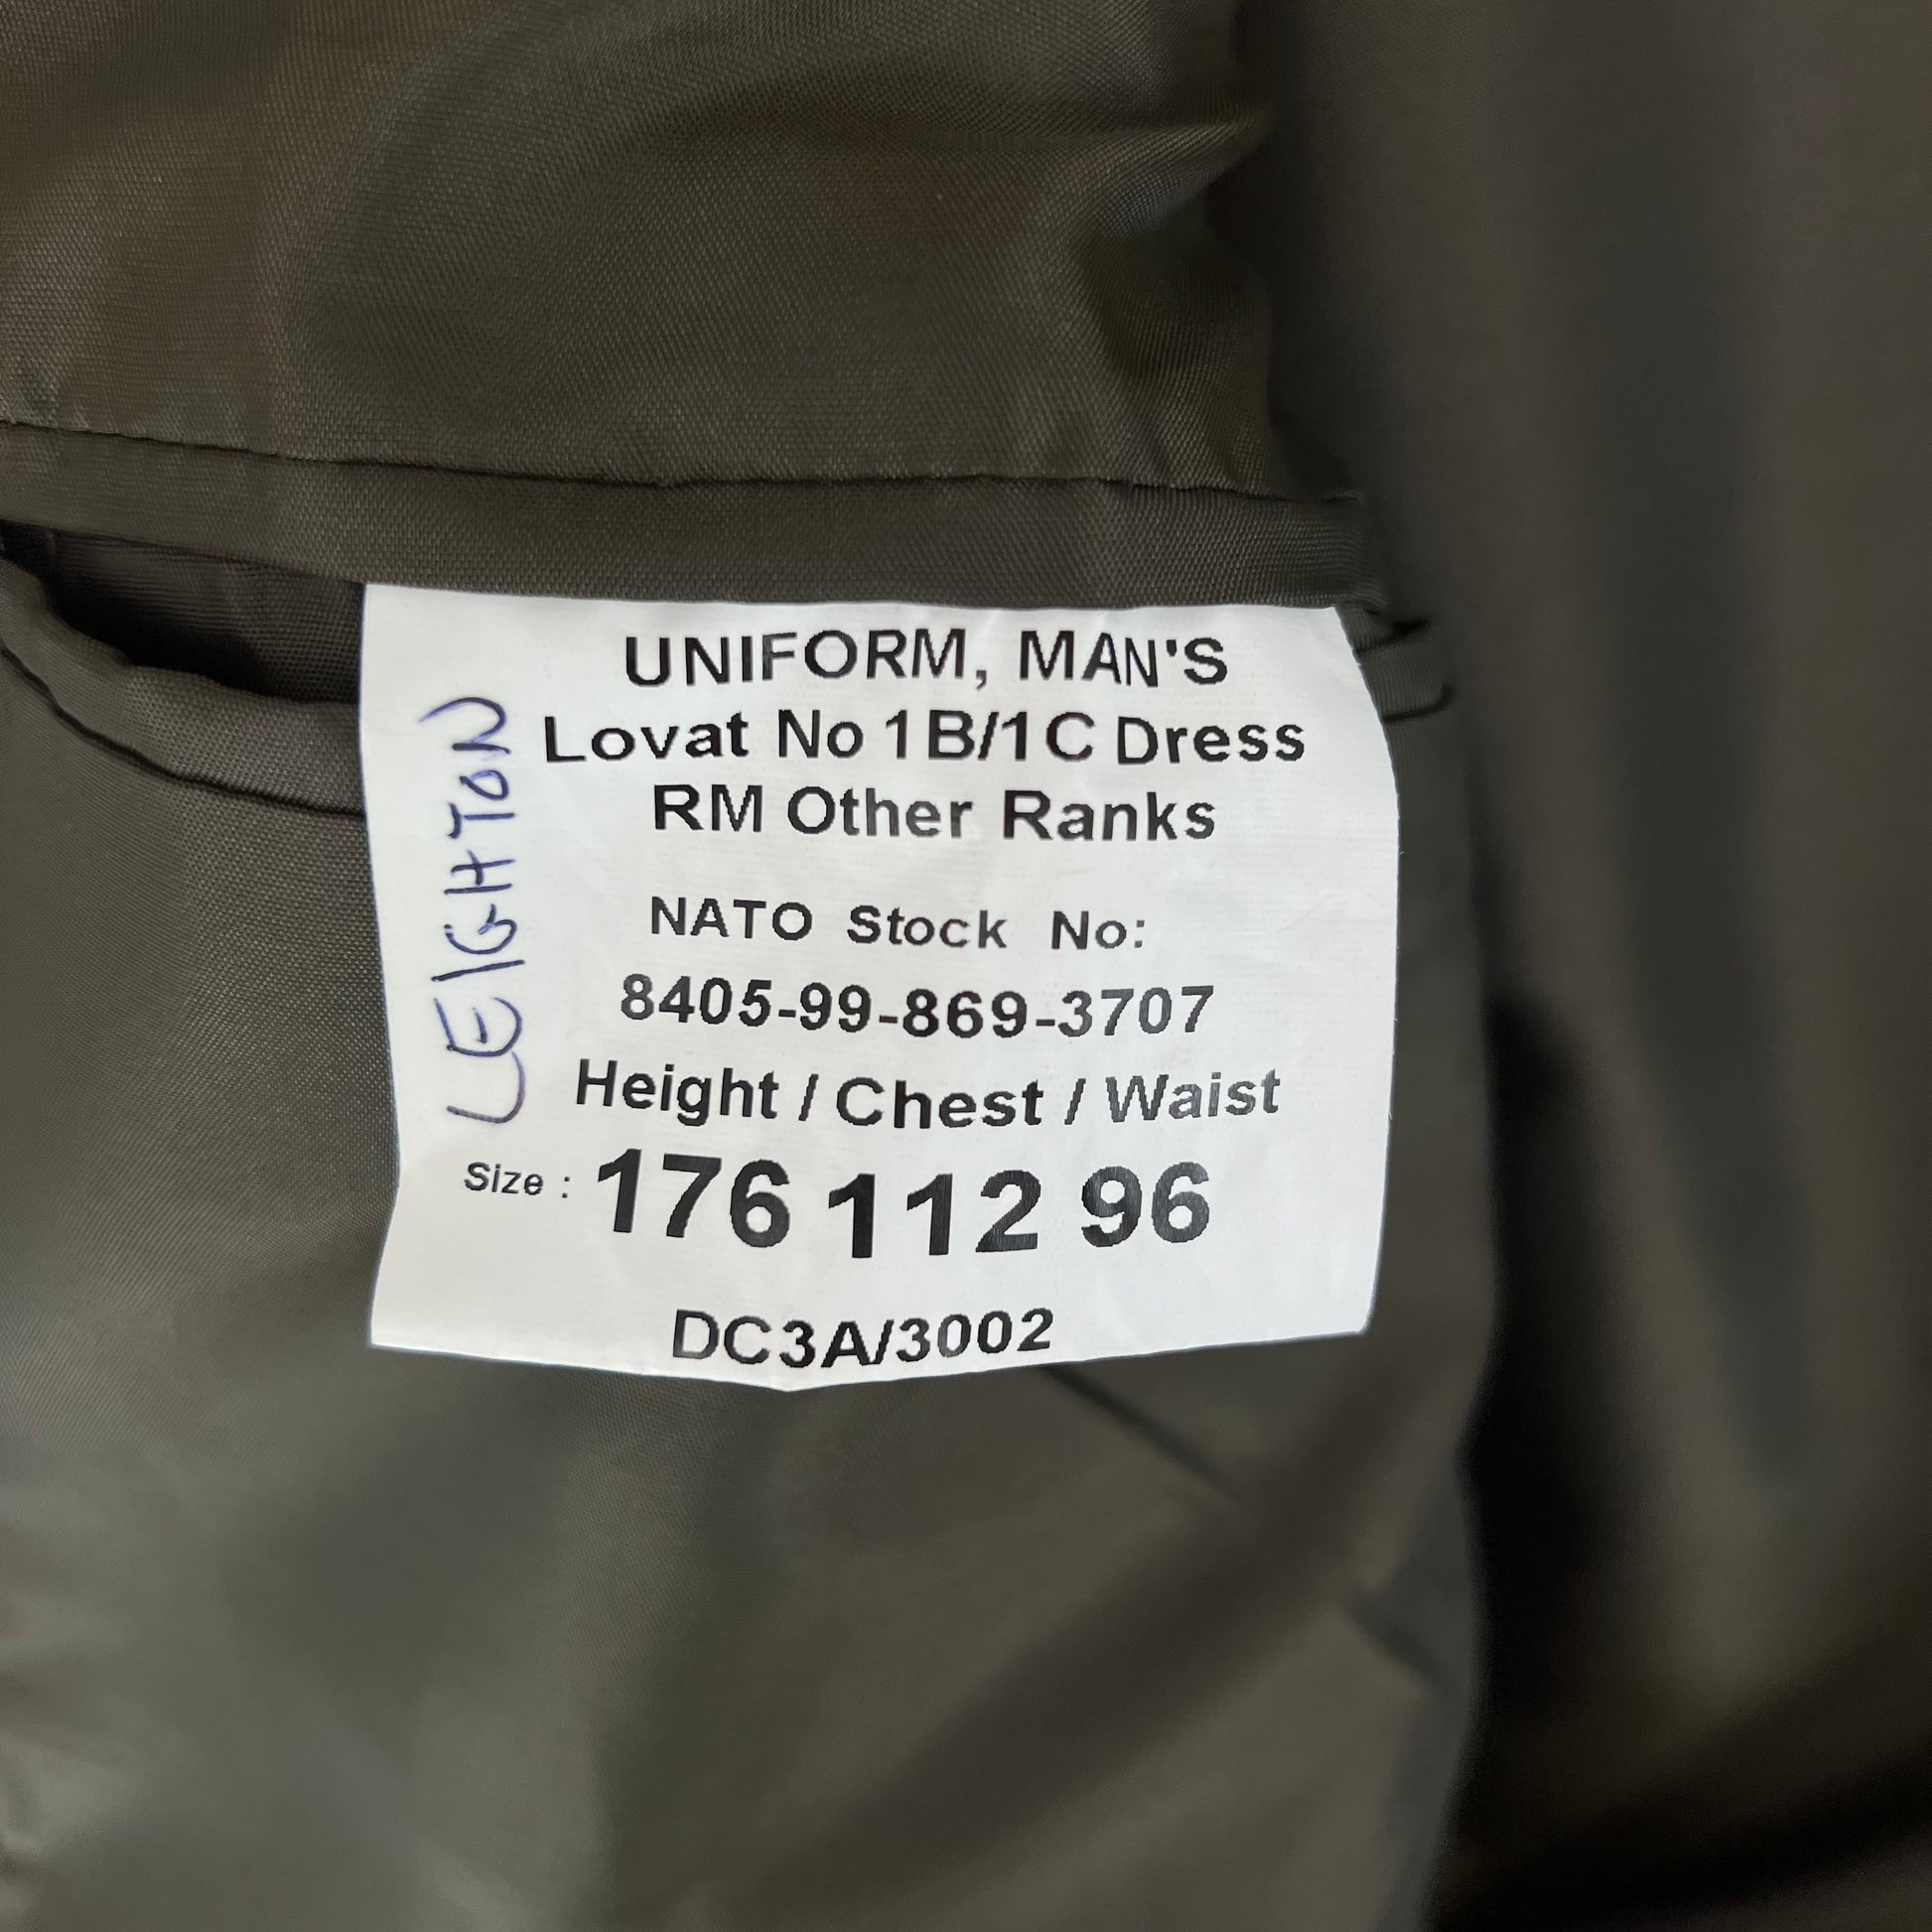 UNIFORM, MAN'S
Lovat No 1B/1C Dress
RM Other Ranks
NATO Stock No:
8405-99-869-3707
Height / Chest / Waist
Size : 176 112 96
DC3A/3002
LEIGHTON